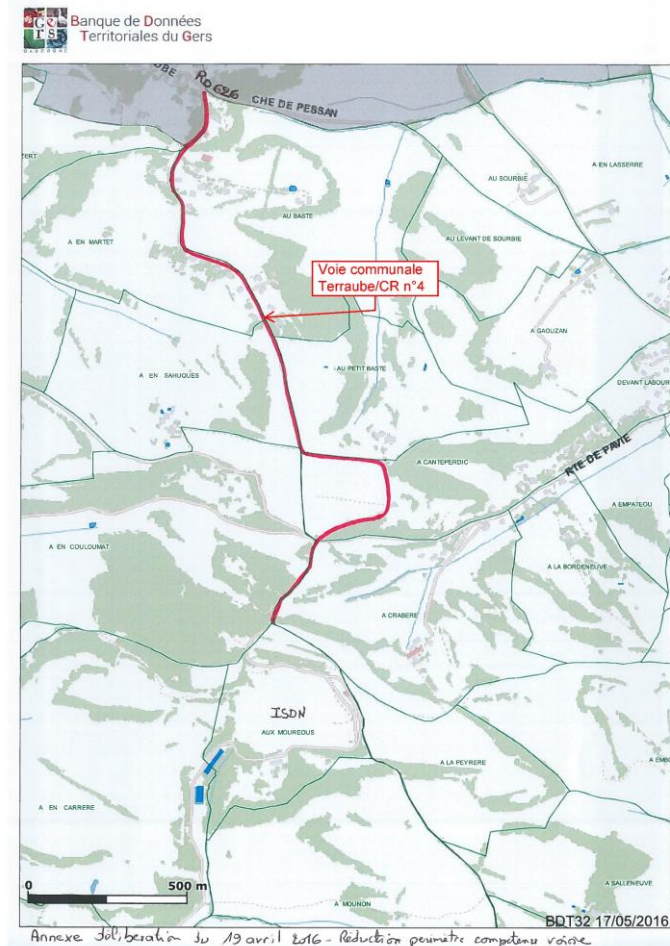 Banque de Données
Territoriales du Gers
RD 626
CHE DE PESSAN
AU SOURBIE
A EN LASSERRE
AU BASTE
A EN MARTET
AU LEVANT DE SOURBIE
Voie communale
Terraube/CR n°4
A GAOUZAN
A EN SAHUQUES
AU PETIT BASTE
DEVANT LABOUR
A CANTEPERDIC
RTE DE PAVIE
A EMPATEOU
A EN COULOUMAT
A LA BORDENEUVE
A CRABERE
ISDN
AUX MOUREOUS
A LA PEYRERE
A EN CARRERE
0 500 m
A MOUNON
A SALLENEUVE
BDT32 17/05/2016
Annexe délibération du 19 avril 2016 - Réduction périmètre compétence voirie